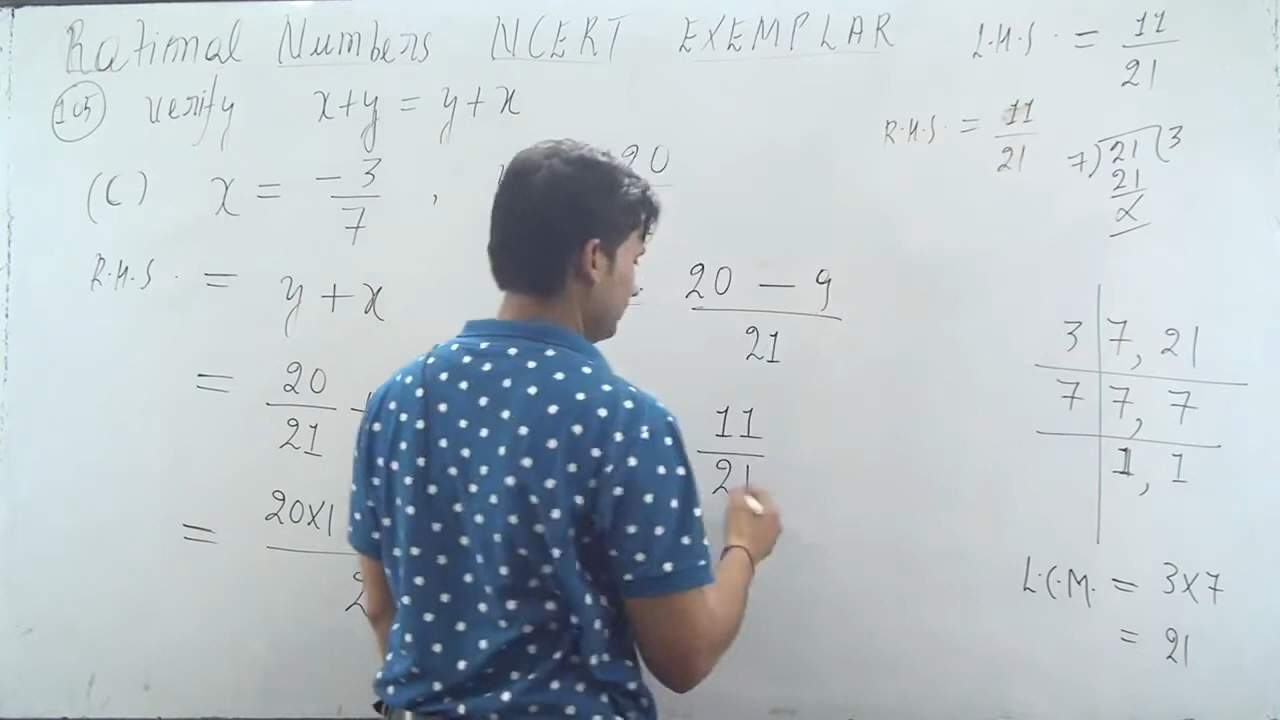 Rational Numbers NCERT EXEMPLAR
105 verify x+y = y+x
(C) x = -3/7 , 20
R.H.S. = y + x
= 20/21 +
= 20×1
20 - 9
21
11
21
L.H.S. = 11/21
R.H.S. = 11/21
7)21(3
21
×
3 | 7, 21
7 | 7, 7
1, 1
L.C.M. = 3×7
= 21